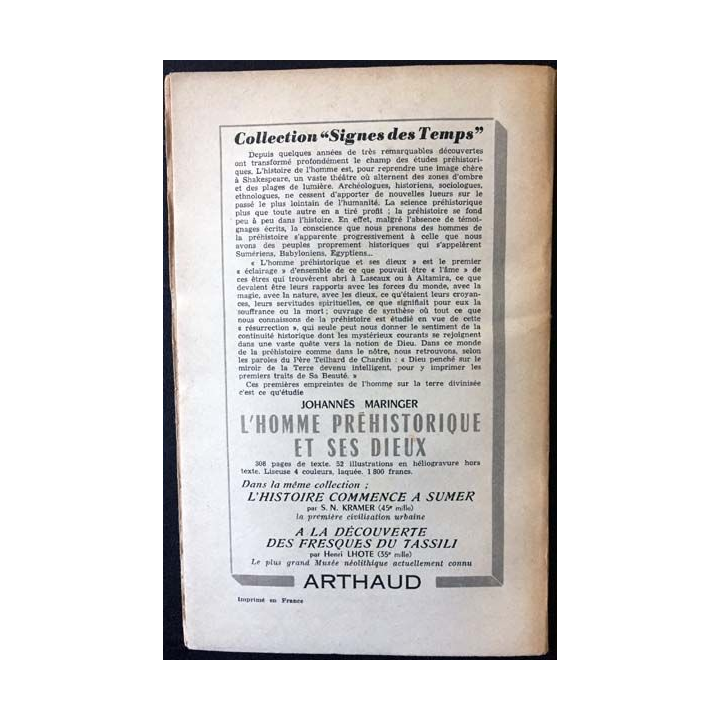 Collection "Signes des Temps"
Depuis quelques années de très remarquables découvertes
ont transformé profondément le champ des études préhistori-
ques. L'histoire de l'homme est, pour reprendre une image chère
à Shakespeare, un vaste théâtre où alternent des zones d'ombre
et des plages de lumière. Archéologues, historiens, sociologues,
ethnologues, ne cessent d'apporter de nouvelles lueurs sur le
passé le plus lointain de l'humanité. La science préhistorique
plus que toute autre en a tiré profit ; la préhistoire se fond
peu à peu dans l'histoire. En effet, malgré l'absence de témoi-
gnages écrits, la conscience que nous prenons des hommes de
la préhistoire s'apparente progressivement à celle que nous
avons des peuples proprement historiques qui s'appelèrent
Sumériens, Babyloniens, Egyptiens...
« L'homme préhistorique et ses dieux » est le premier
« éclairage » d'ensemble de ce que pouvait être « l'âme » de
ces êtres qui trouvèrent abri à Lascaux ou à Altamira, ce que
devaient être leurs rapports avec les forces du monde, avec la
magie, avec la nature, avec les dieux, ce qu'étaient leurs croyan-
ces, leurs servitudes spirituelles, ce que signifiait pour eux la
souffrance ou la mort ; ouvrage de synthèse où tout ce que
nous connaissons de la préhistoire est étudié en vue de cette
« résurrection », qui seule peut nous donner le sentiment de la
continuité historique dont les mystérieux courants se rejoignent
dans une vaste quête vers la notion de Dieu. Dans ce monde
de la préhistoire comme dans le nôtre, nous retrouvons, selon
les paroles du Père Teilhard de Chardin : « Dieu penché sur le
miroir de la Terre devenu intelligent, pour y imprimer les
premiers traits de Sa Beauté. »
Ces premières empreintes de l'homme sur la terre divinisée
c'est ce qu'étudie
JOHANNÈS MARINGER
L'HOMME PRÉHISTORIQUE
ET SES DIEUX
308 pages de texte. 52 illustrations en héliogravure hors
texte. Liseuse 4 couleurs, laquée. 1 800 francs.
Dans la même collection :
L'HISTOIRE COMMENCE A SUMER
par S. N. KRAMER (45e mille)
la première civilisation urbaine
A LA DÉCOUVERTE
DES FRESQUES DU TASSILI
par Henri LHOTE (35e mille)
Le plus grand Musée néolithique actuellement connu
ARTHAUD
Imprimé en France